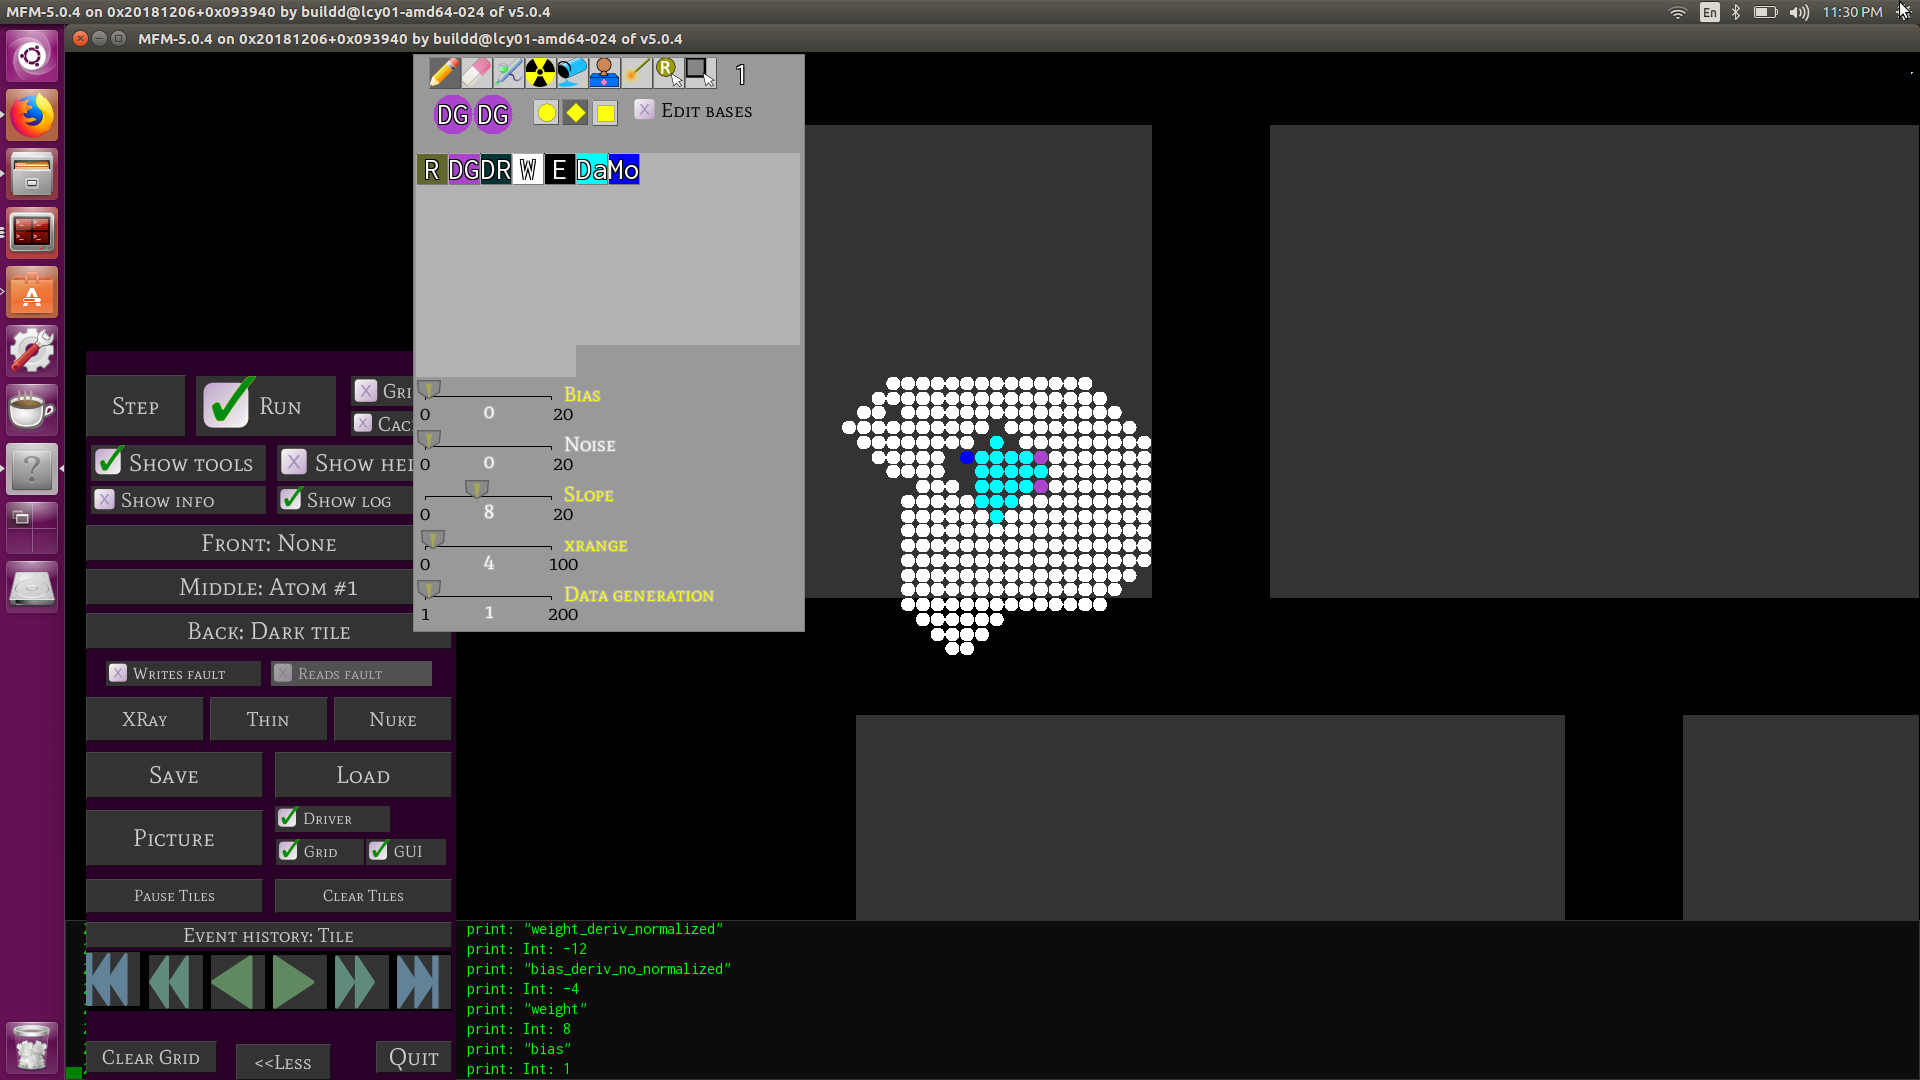 MFM-5.0.4 on 0x20181206+0x093940 by buildd@lcy01-amd64-024 of v5.0.4
En
11:30 PM
MFM-5.0.4 on 0x20181206+0x093940 by buildd@lcy01-amd64-024 of v5.0.4
R
1
DG DG
Edit bases
R DG DR W E Da Mo
Bias
0 0 20
Noise
0 0 20
Slope
0 8 20
xrange
0 4 100
Data generation
1 1 200
Step
Run
Show tools
Show info
Show log
Front: None
Middle: Atom #1
Back: Dark tile
Writes fault
Reads fault
XRay
Thin
Nuke
Save
Load
Picture
Driver
Grid
GUI
Pause Tiles
Clear Tiles
Event history: Tile
Clear Grid
<<Less
Quit
print: "weight_deriv_normalized"
print: Int: -12
print: "bias_deriv_no_normalized"
print: Int: -4
print: "weight"
print: Int: 8
print: "bias"
print: Int: 1